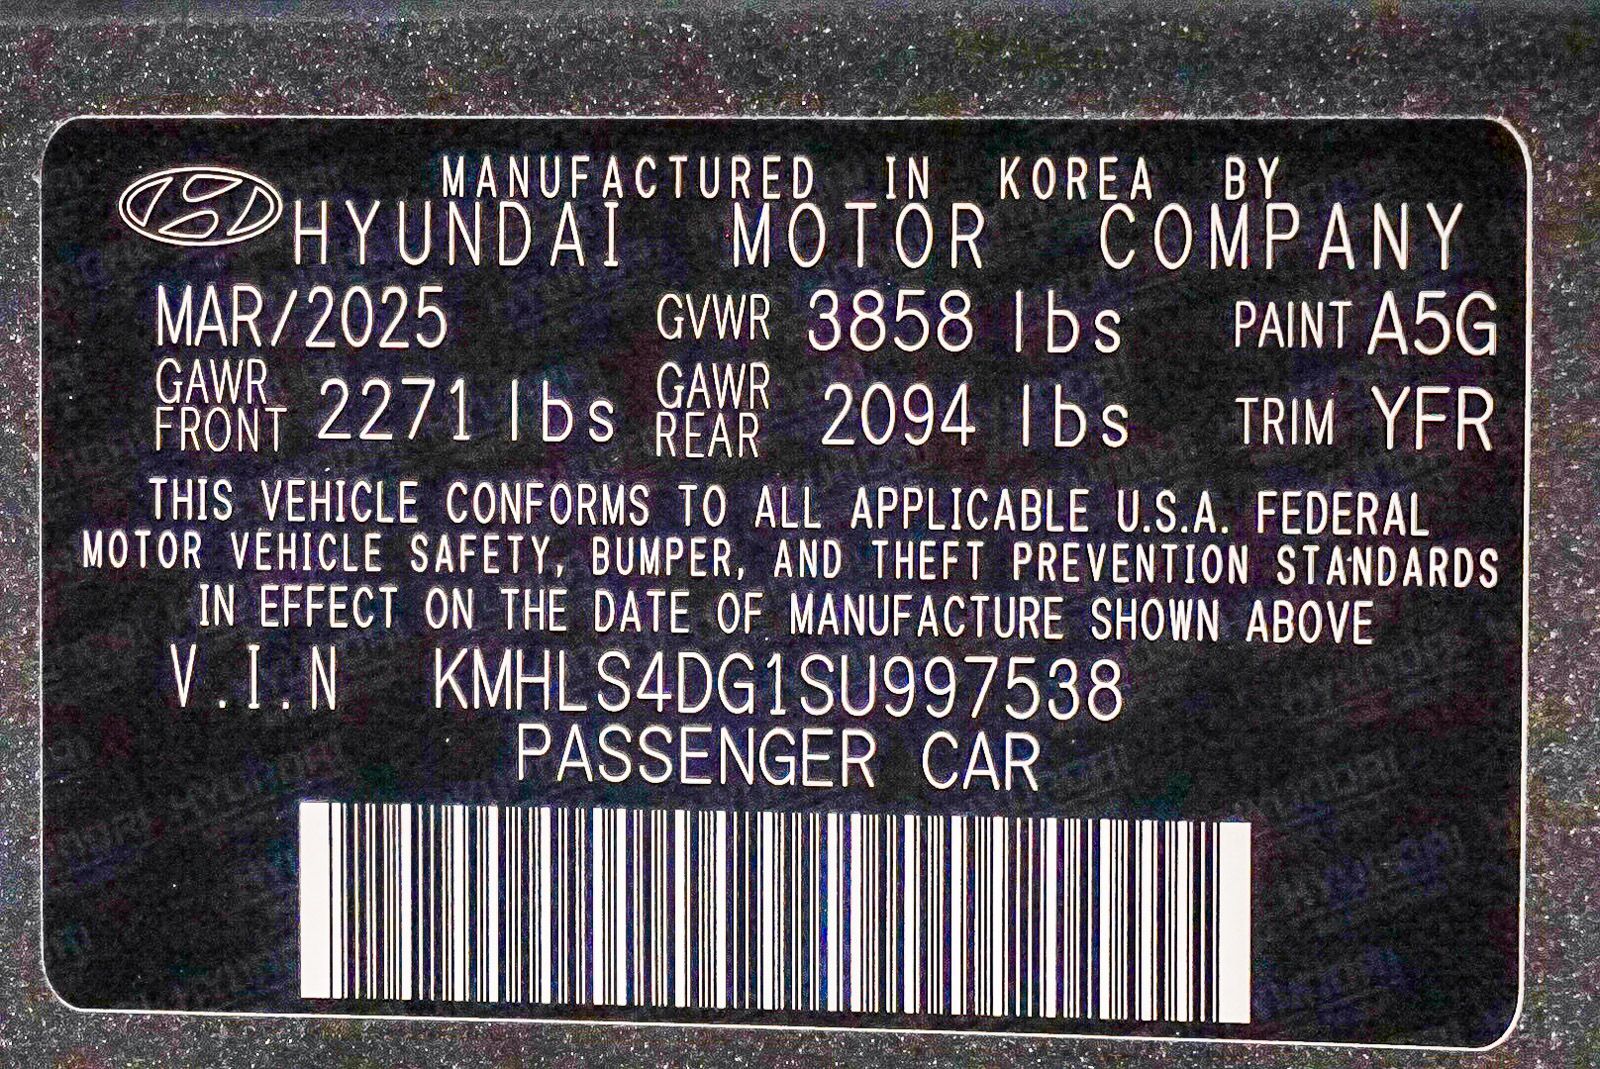 MANUFACTURED IN KOREA BY
HYUNDAI MOTOR COMPANY
MAR/2025 GVWR 3858 lbs PAINT A5G
GAWR FRONT 2271 lbs GAWR REAR 2094 lbs TRIM YFR
THIS VEHICLE CONFORMS TO ALL APPLICABLE U.S.A. FEDERAL
MOTOR VEHICLE SAFETY, BUMPER, AND THEFT PREVENTION STANDARDS
IN EFFECT ON THE DATE OF MANUFACTURE SHOWN ABOVE
V.I.N KMHLS4DG1SU997538
PASSENGER CAR